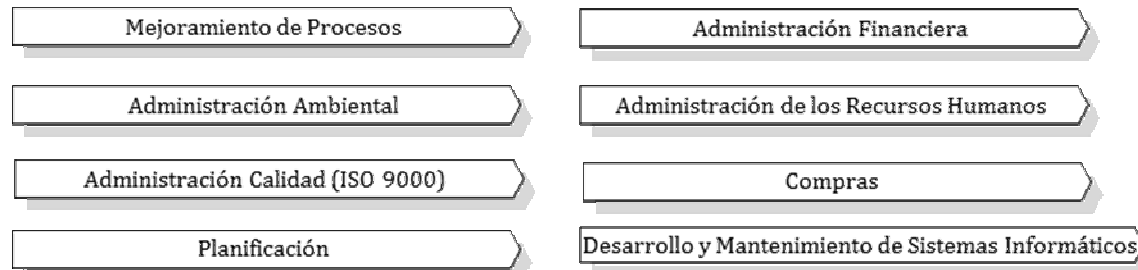 Mejoramiento de Procesos
Administración Financiera
Administración Ambiental
Administración de los Recursos Humanos
Administración Calidad (ISO 9000)
Compras
Planificación
Desarrollo y Mantenimiento de Sistemas Informáticos